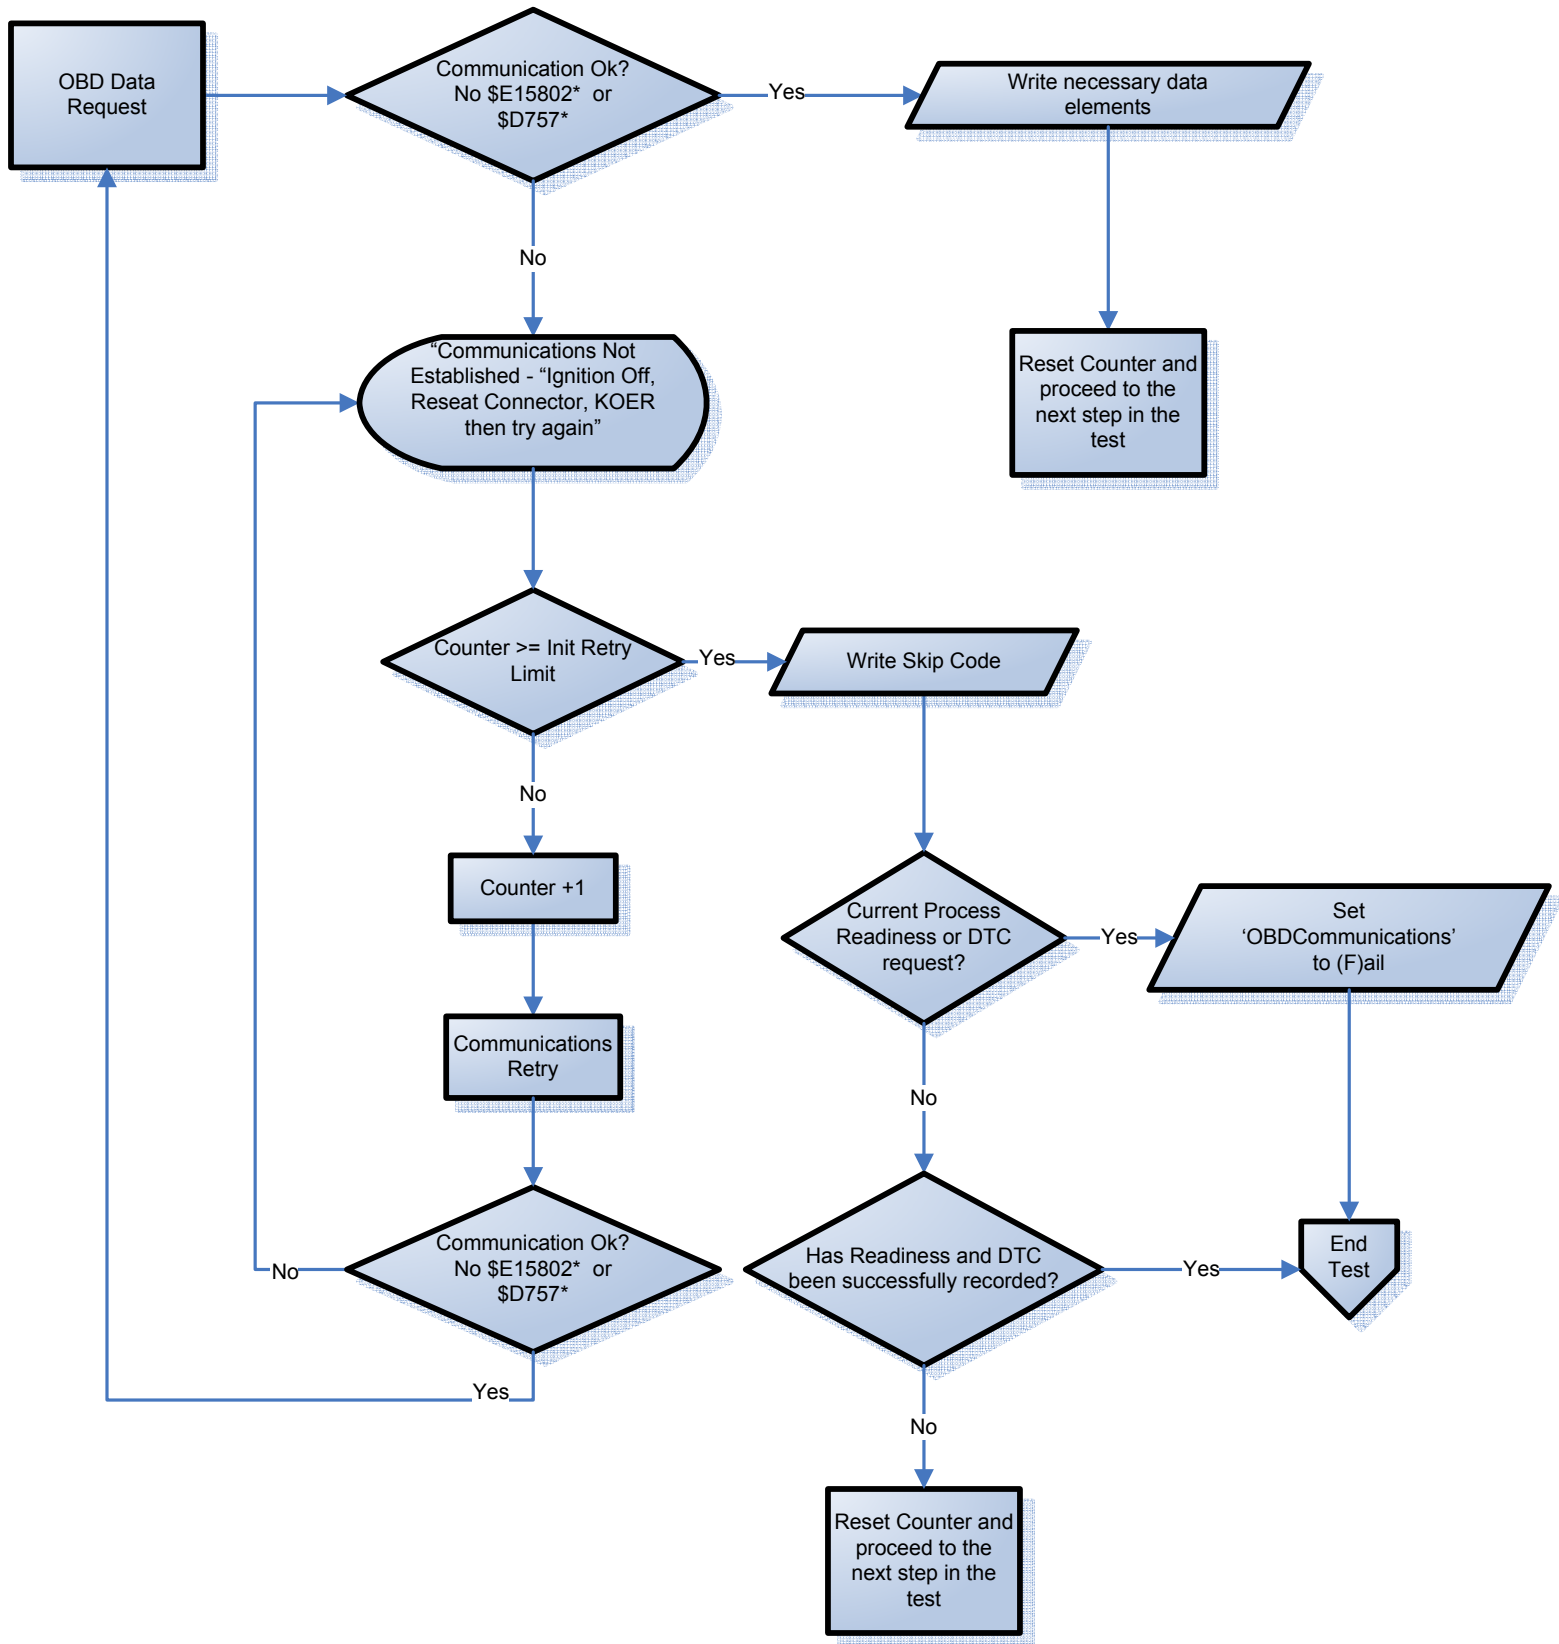 OBD Data
Request
Communication Ok?
No $E15802*  or
$D757*
Yes
Write necessary data
elements
No
“Communications Not
Established - “Ignition Off,
Reseat Connector, KOER
then try again”
Reset Counter and
proceed to the
next step in the
test
Counter >= Init Retry
Limit
Yes
Write Skip Code
No
Counter +1
Current Process
Readiness or DTC
request?
Yes
Set
‘OBDCommunications’
to (F)ail
Communications
Retry
No
Communication Ok?
No $E15802*  or
$D757*
No
Yes
Has Readiness and DTC
been successfully recorded?
Yes
End
Test
No
Reset Counter and
proceed to the
next step in the
test